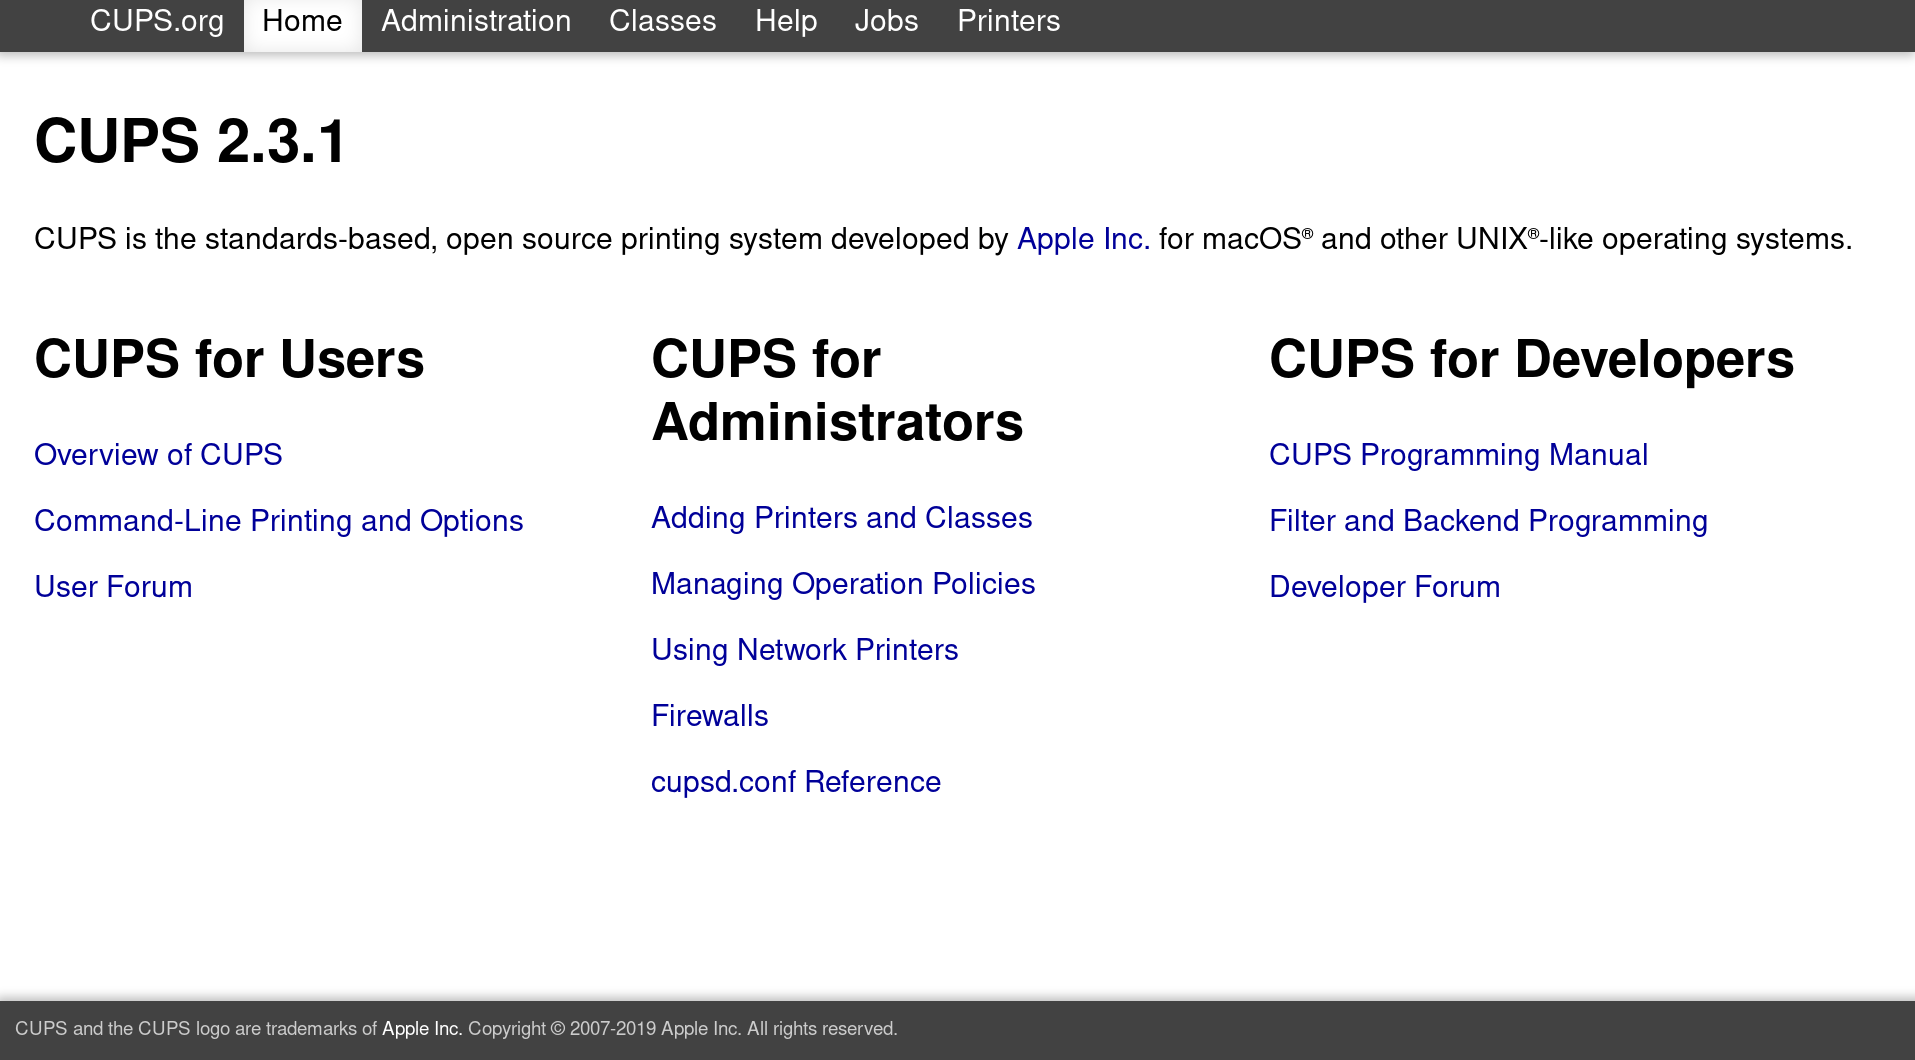 CUPS.org Home Administration Classes Help Jobs Printers
CUPS 2.3.1
CUPS is the standards-based, open source printing system developed by Apple Inc. for macOS® and other UNIX®-like operating systems.
CUPS for Users
Overview of CUPS
Command-Line Printing and Options
User Forum
CUPS for
Administrators
Adding Printers and Classes
Managing Operation Policies
Using Network Printers
Firewalls
cupsd.conf Reference
CUPS for Developers
CUPS Programming Manual
Filter and Backend Programming
Developer Forum
CUPS and the CUPS logo are trademarks of Apple Inc. Copyright © 2007-2019 Apple Inc. All rights reserved.